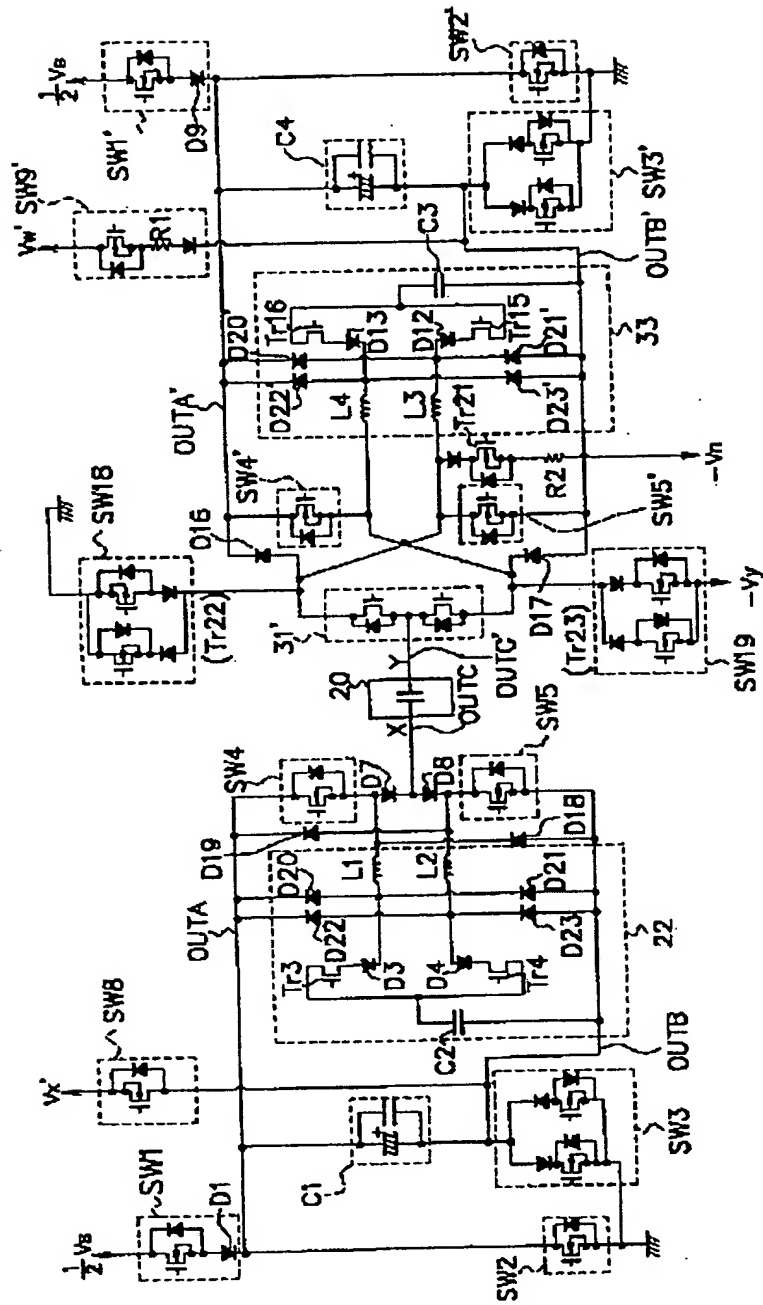 1/2 Vs
SW1
D1
Vx'
SW8
C1
SW2
SW3
OUTA
OUTB
C2
22
Tr3
D3
D4
Tr4
D22
D20
D23
D21
L1
L2
D19
D18
SW4
D7
D8
SW5
X
20
Y
OUTC
OUTC'
31'
SW18
(Tr22)
D16
SW4'
OUTA'
(Tr23)
D17
SW19
-Vy
SW5'
R2
-Vn
Tr21
L4
L3
D22'
D20'
D23'
D21'
Tr16
D13
D12
Tr15
33
C3
OUTB'
Vw'
SW9'
R1
C4
SW3'
1/2 Vs
SW1'
D9
SW2'